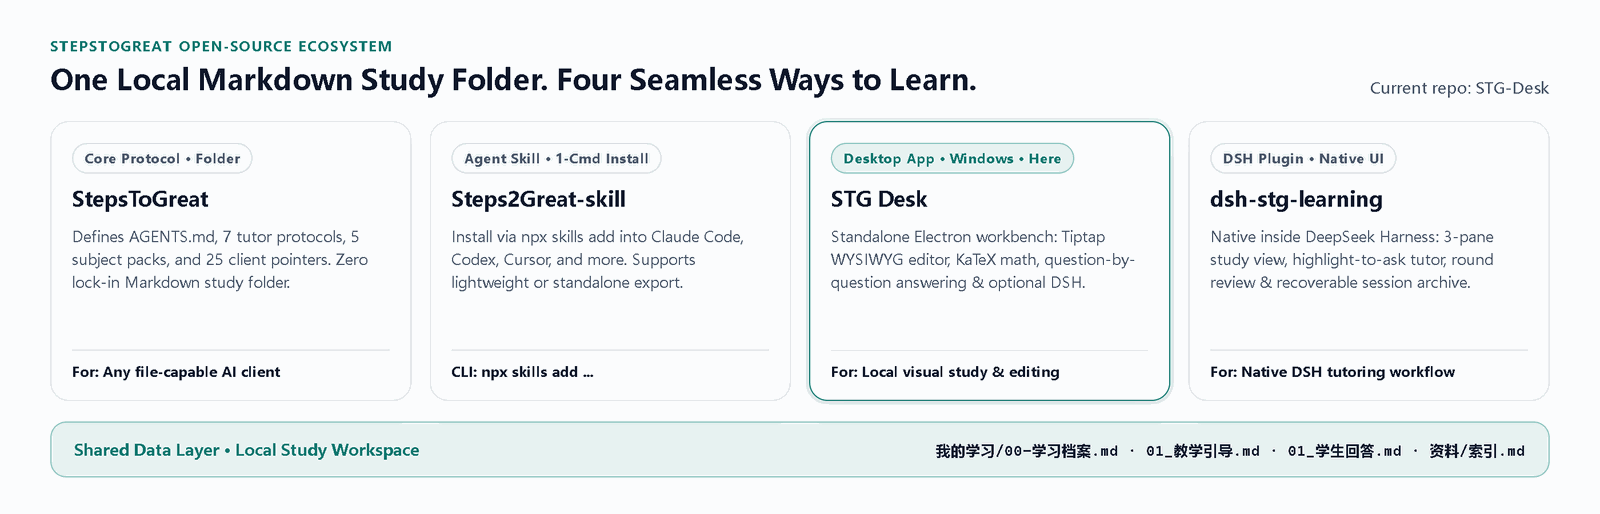 STEPSTOGREAT OPEN-SOURCE ECOSYSTEM
One Local Markdown Study Folder. Four Seamless Ways to Learn.
Current repo: STG-Desk
Core Protocol • Folder
StepsToGreat
Defines AGENTS.md, 7 tutor protocols, 5
subject packs, and 25 client pointers. Zero
lock-in Markdown study folder.
For: Any file-capable AI client
Agent Skill • 1-Cmd Install
Steps2Great-skill
Install via npx skills add into Claude Code,
Codex, Cursor, and more. Supports
lightweight or standalone export.
CLI: npx skills add ...
Desktop App • Windows • Here
STG Desk
Standalone Electron workbench: Tiptap
WYSIWYG editor, KaTeX math, question-by-
question answering & optional DSH.
For: Local visual study & editing
DSH Plugin • Native UI
dsh-stg-learning
Native inside DeepSeek Harness: 3-pane
study view, highlight-to-ask tutor, round
review & recoverable session archive.
For: Native DSH tutoring workflow
Shared Data Layer • Local Study Workspace
我的学习/00-学习档案.md · 01_教学引导.md · 01_学生回答.md · 资料/索引.md